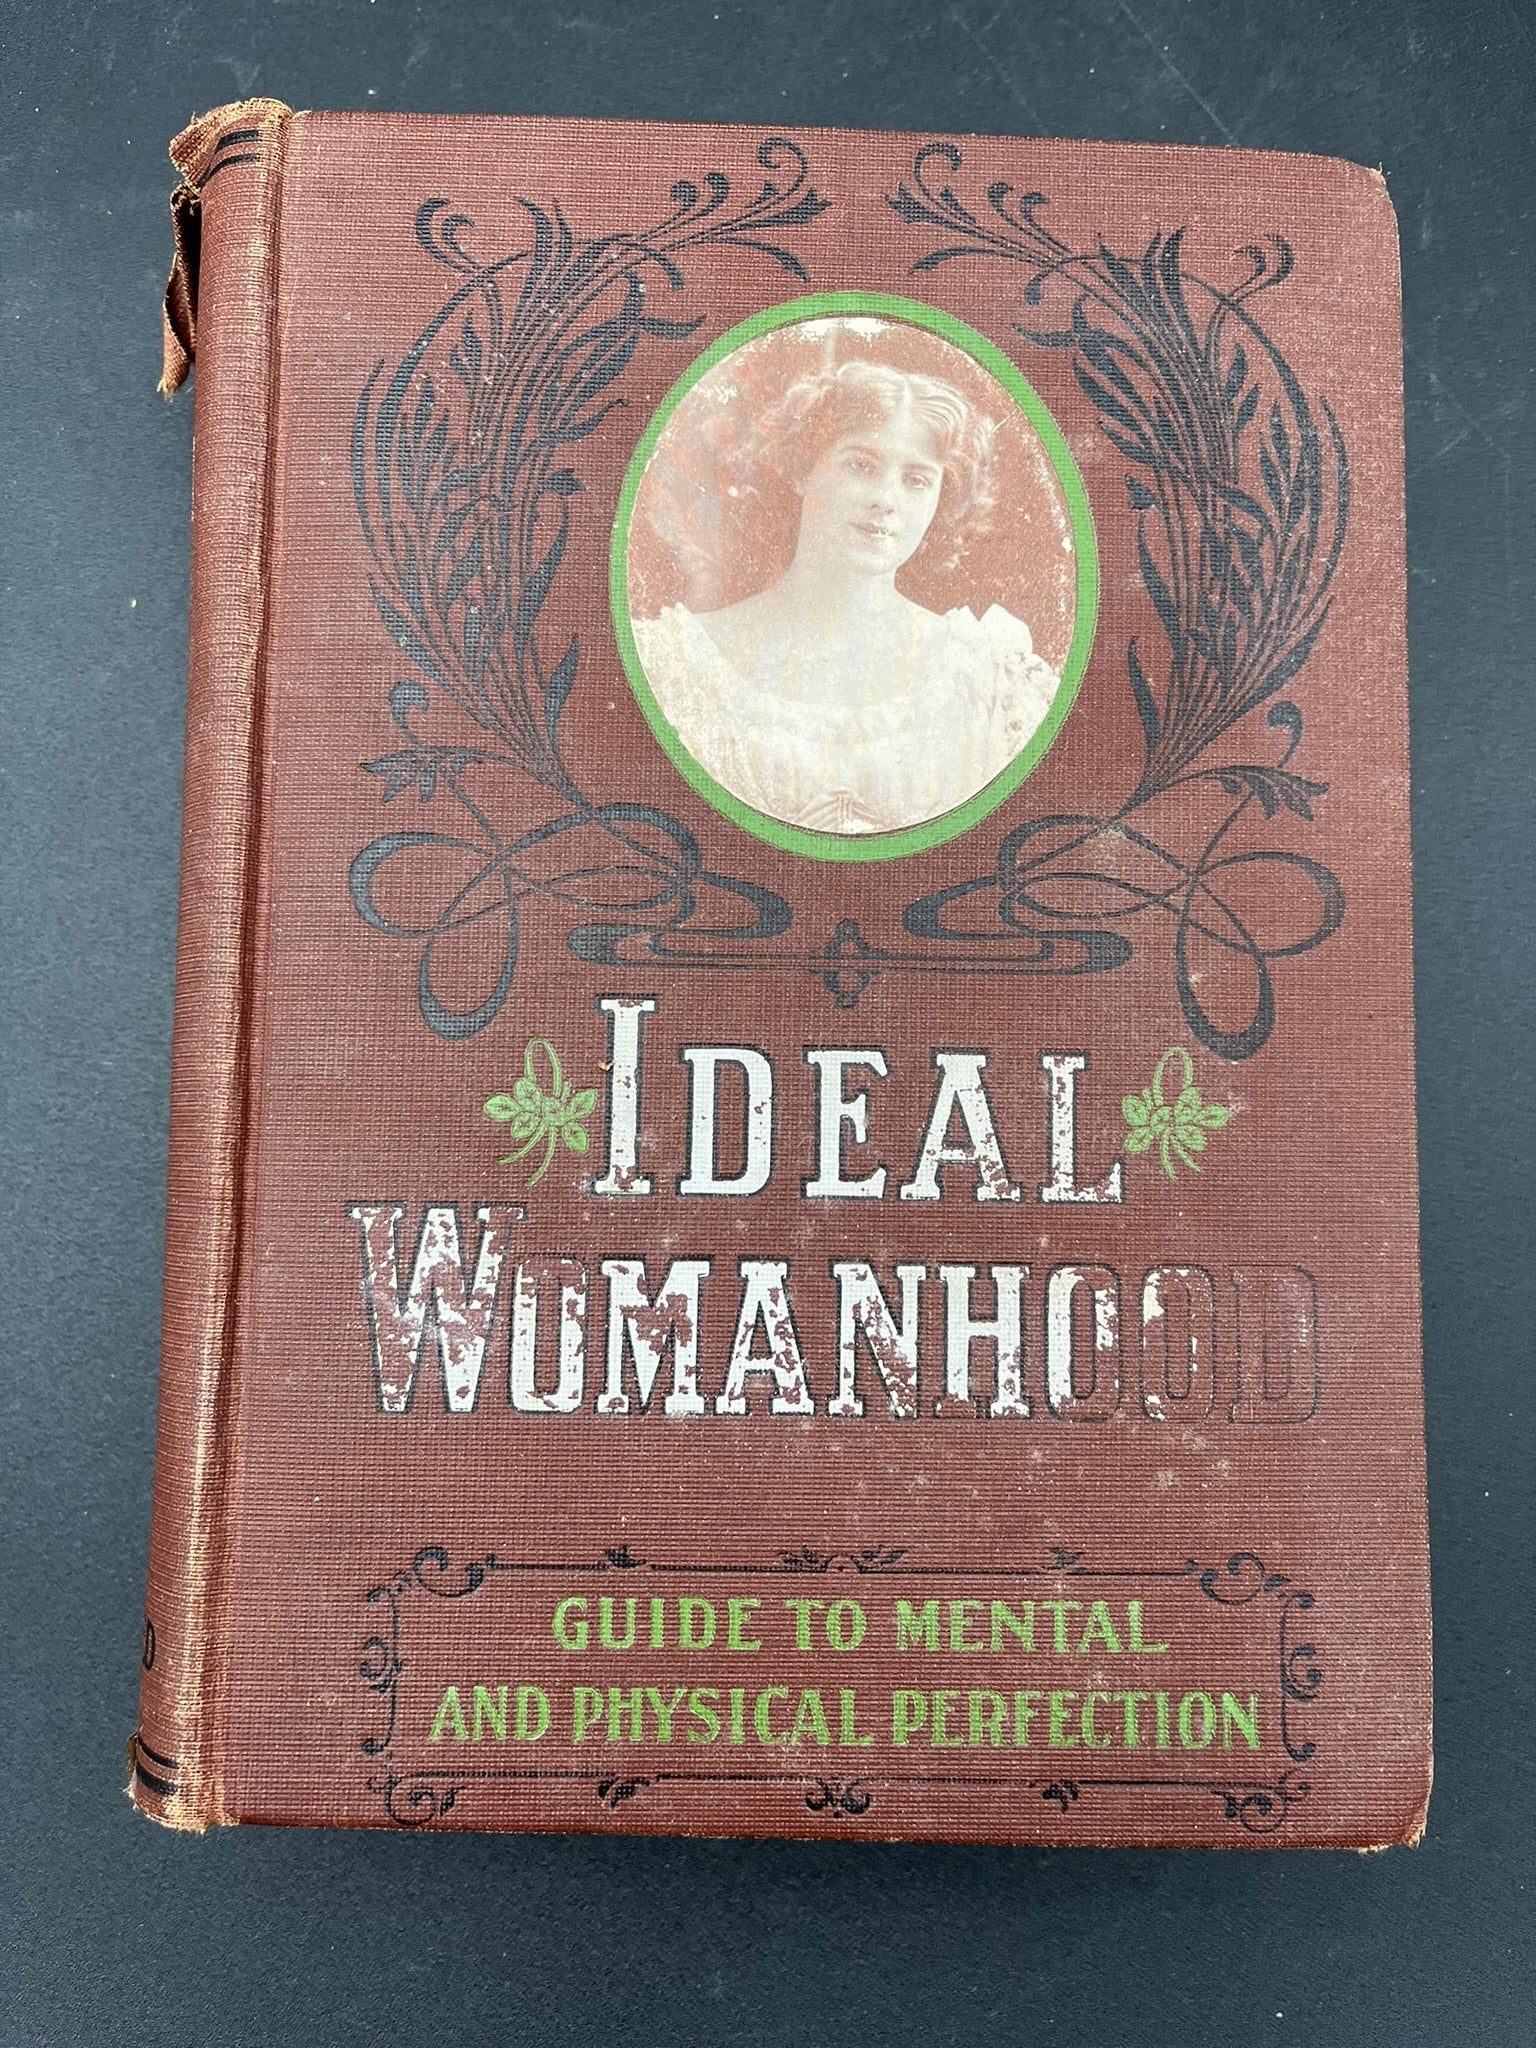 IDEAL
WOMANHOOD
GUIDE TO MENTAL
AND PHYSICAL PERFECTION
D